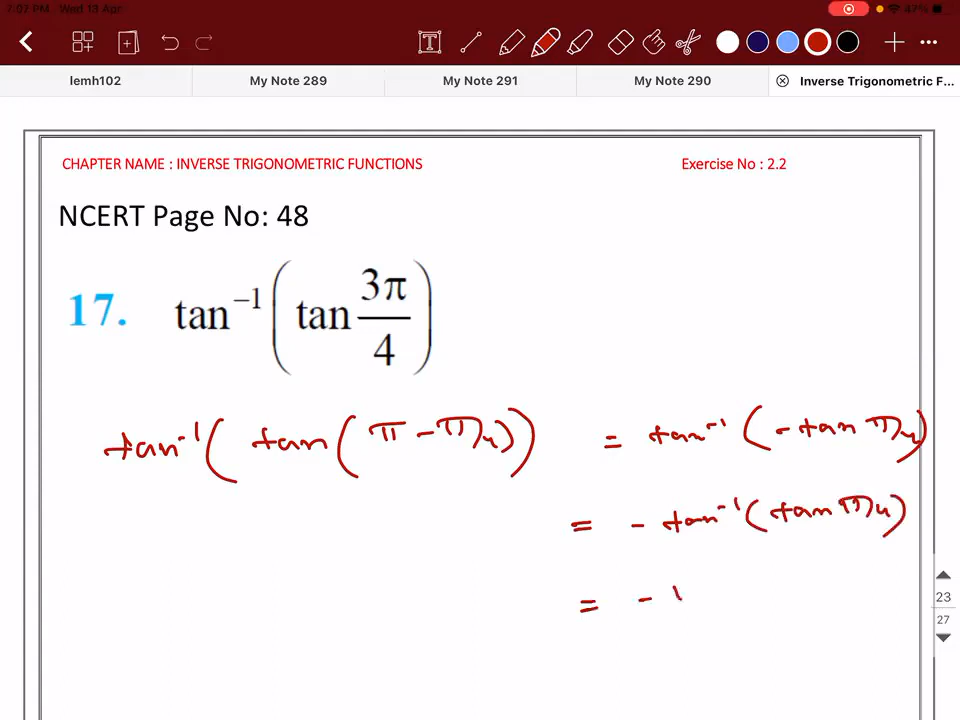 7:07 PM Wed 13 Apr 47%
lemh102 My Note 289 My Note 291 My Note 290 Inverse Trigonometric F...
CHAPTER NAME : INVERSE TRIGONOMETRIC FUNCTIONS Exercise No : 2.2
NCERT Page No: 48
17. tan⁻¹(tan 3π/4)
tan⁻¹(tan(π - π/4)) = tan⁻¹(-tan π/4)
= - tan⁻¹(tan π/4)
= -
23
27